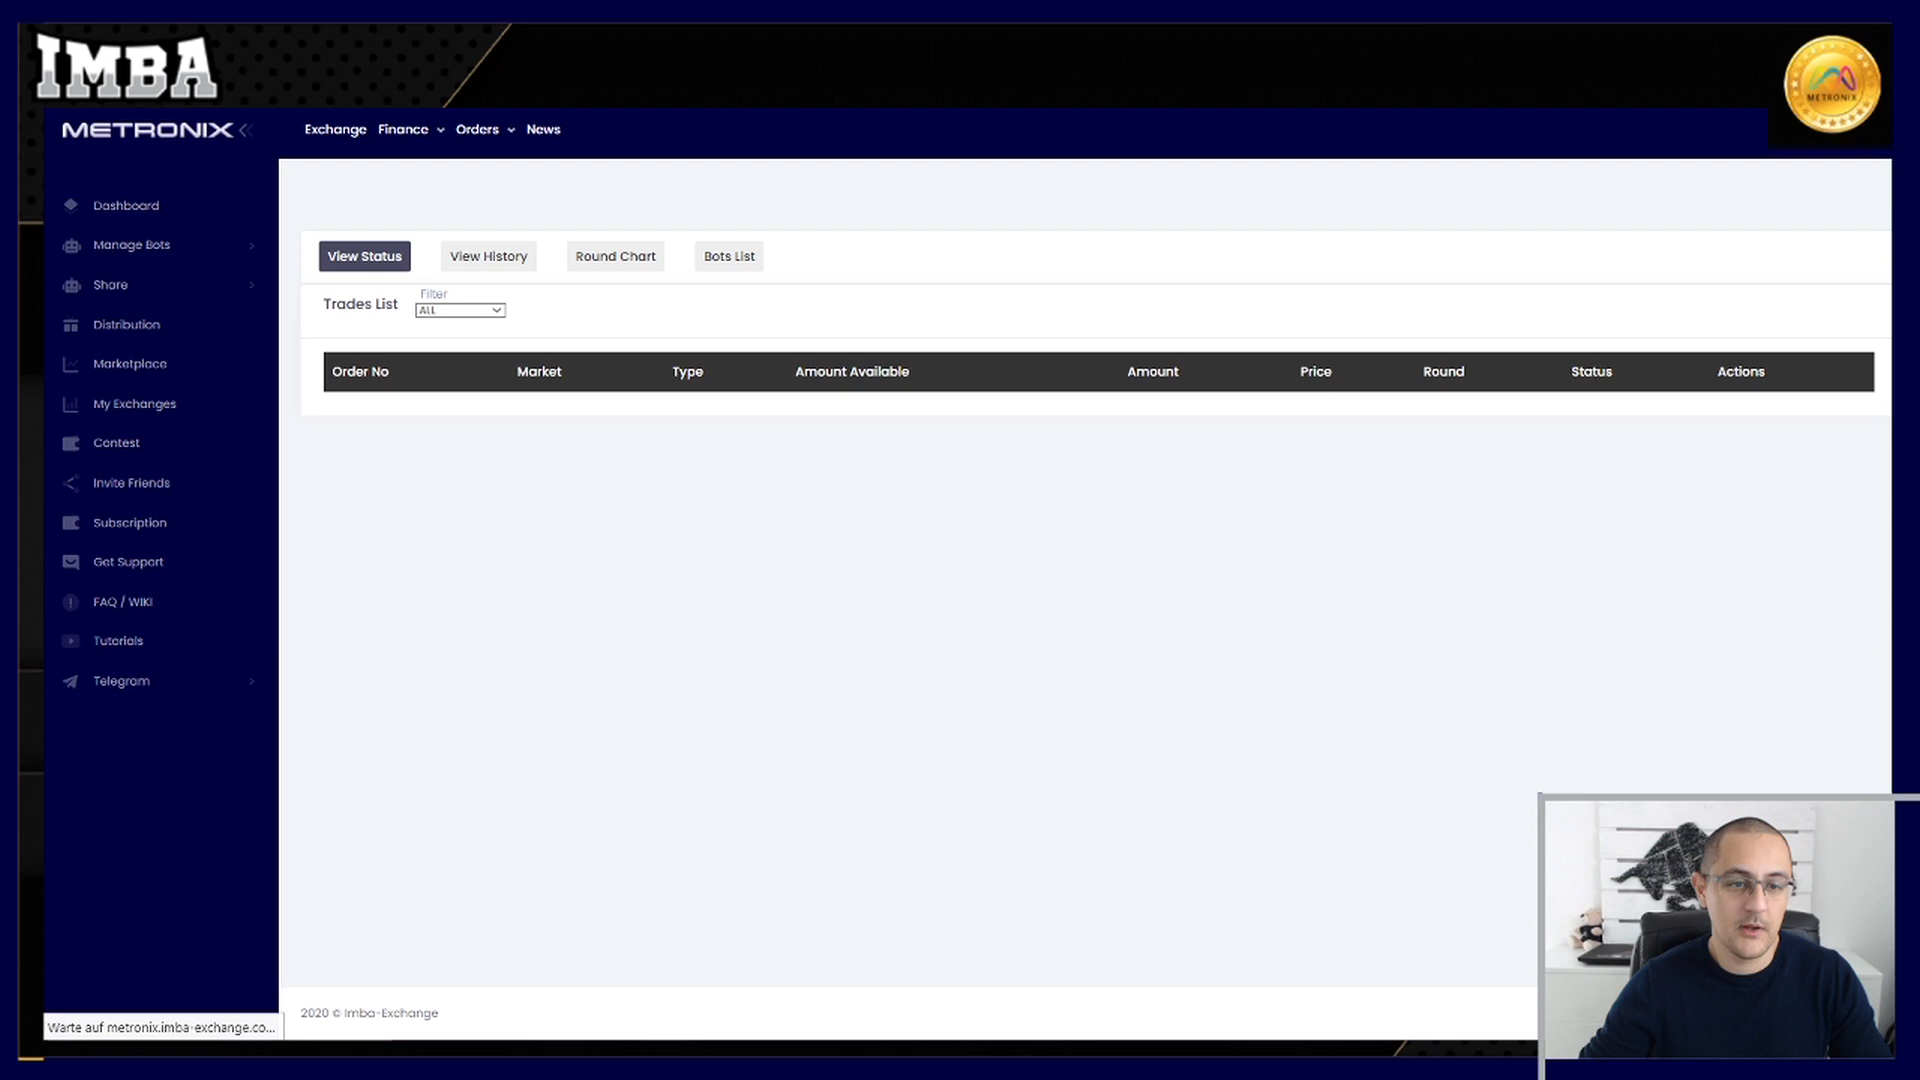 IMBA
METRONIX
METRONIX
Exchange Finance Orders News
Dashboard
Manage Bots
Share
Distribution
Marketplace
My Exchanges
Contest
Invite Friends
Subscription
Get Support
FAQ / WIKI
Tutorials
Telegram
View Status View History Round Chart Bots List
Trades List
Filter
ALL
Order No Market Type Amount Available Amount Price Round Status Actions
2020 © Imba-Exchange
Warte auf metronix.imba-exchange.co...